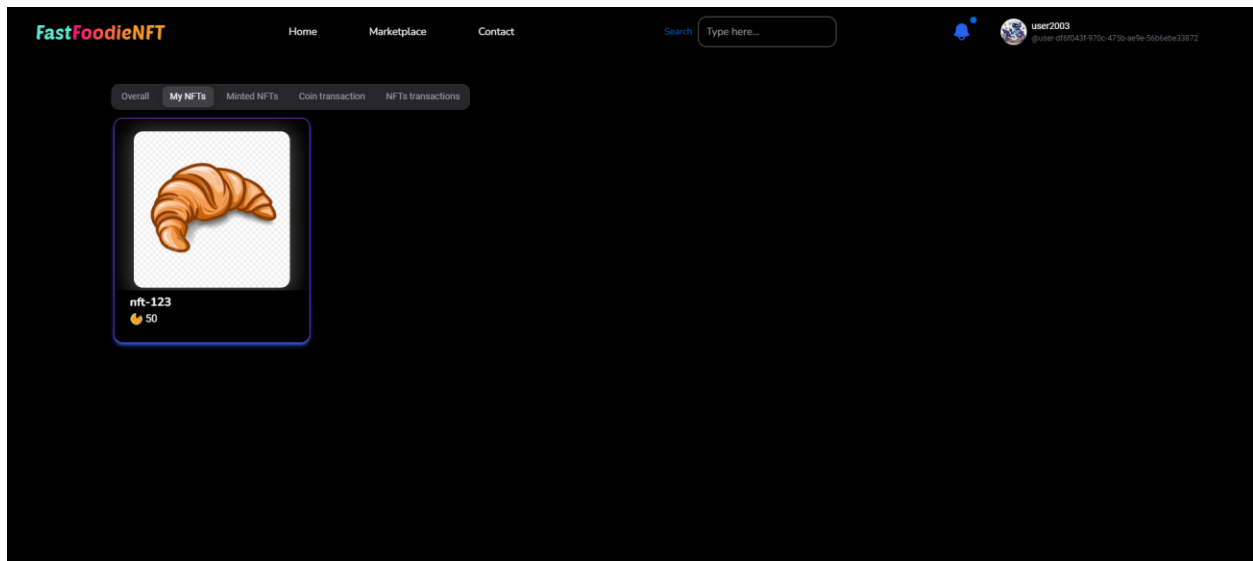 FastFoodieNFT
Home
Marketplace
Contact
Search
Type here...
user2003
@user-df6f043f-970c-475b-ae9e-56b6ebe33872
Overall
My NFTs
Minted NFTs
Coin transaction
NFTs transactions
nft-123
50